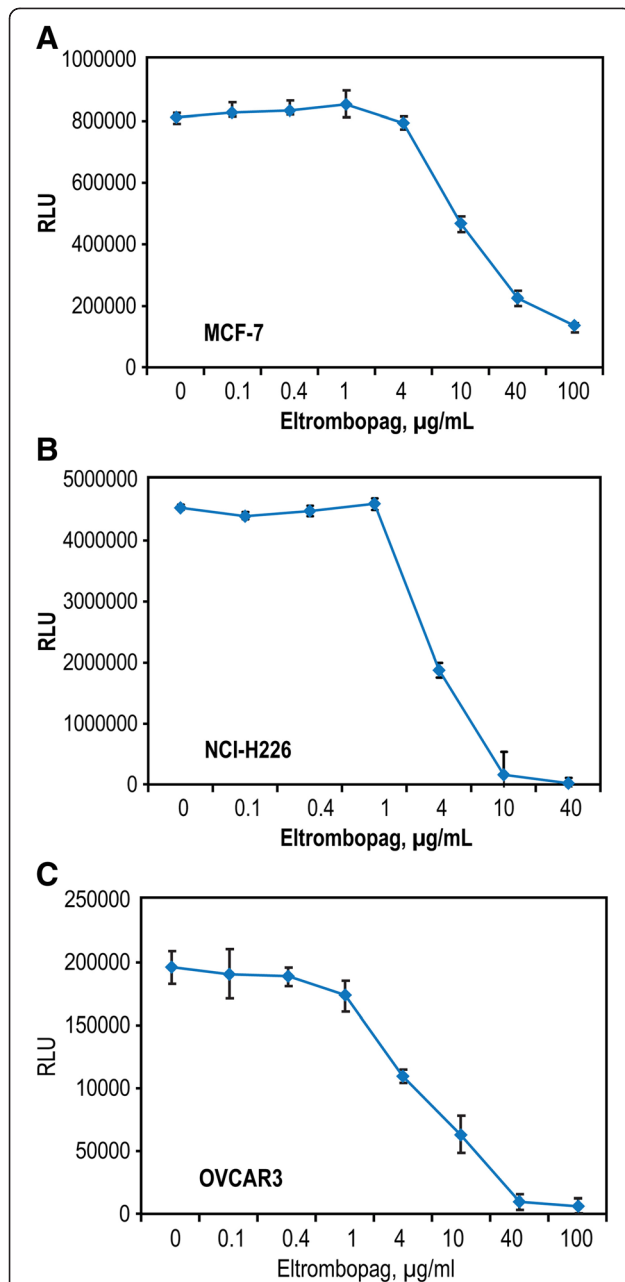 A
1000000
800000
600000
400000
200000
0
RLU
MCF-7
0 0.1 0.4 1 4 10 40 100
Eltrombopag, µg/mL
B
5000000
4000000
3000000
2000000
1000000
0
RLU
NCI-H226
0 0.1 0.4 1 4 10 40
Eltrombopag, µg/mL
C
250000
200000
150000
10000
50000
0
RLU
OVCAR3
0 0.1 0.4 1 4 10 40 100
Eltrombopag, µg/ml